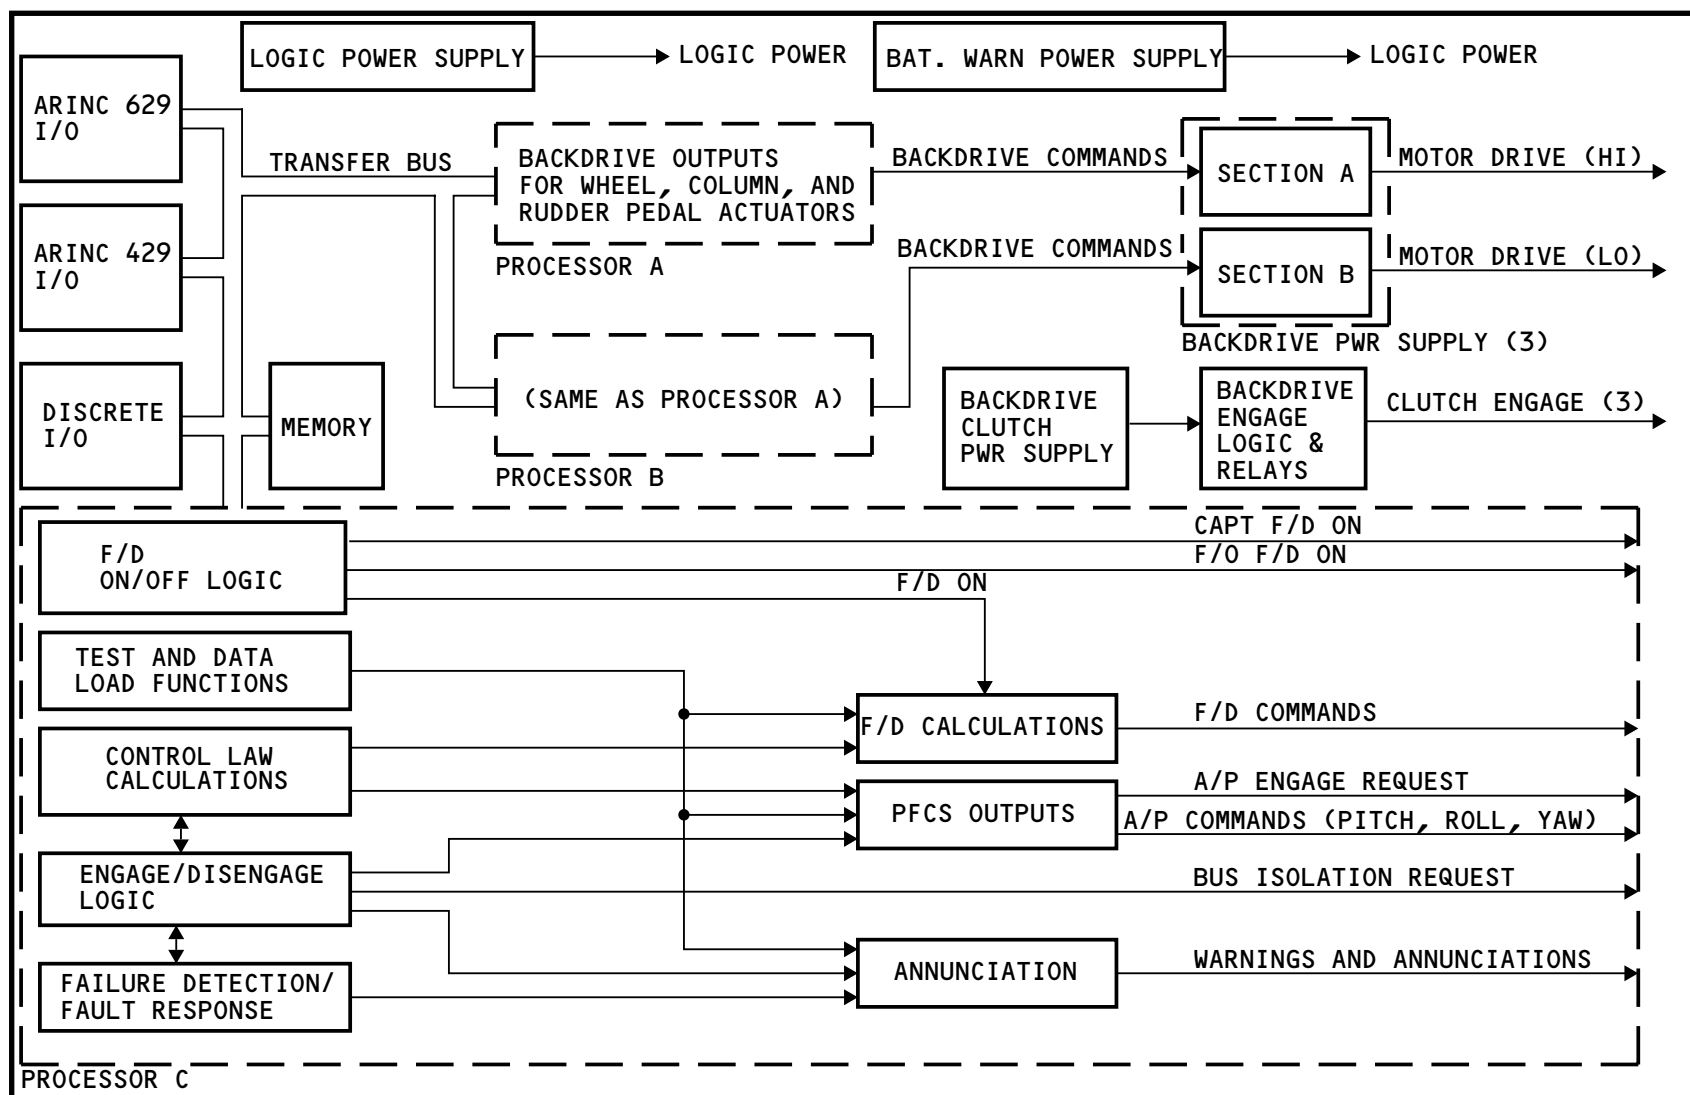 LOGIC POWER SUPPLY
LOGIC POWER
BAT. WARN POWER SUPPLY
LOGIC POWER
ARINC 629
I/O
TRANSFER BUS
BACKDRIVE OUTPUTS
FOR WHEEL, COLUMN, AND
RUDDER PEDAL ACTUATORS
PROCESSOR A
BACKDRIVE COMMANDS
SECTION A
MOTOR DRIVE (HI)
ARINC 429
I/O
BACKDRIVE COMMANDS
SECTION B
MOTOR DRIVE (LO)
BACKDRIVE PWR SUPPLY (3)
DISCRETE
I/O
MEMORY
(SAME AS PROCESSOR A)
PROCESSOR B
BACKDRIVE
CLUTCH
PWR SUPPLY
BACKDRIVE
ENGAGE
LOGIC &
RELAYS
CLUTCH ENGAGE (3)
F/D
ON/OFF LOGIC
CAPT F/D ON
F/O F/D ON
F/D ON
TEST AND DATA
LOAD FUNCTIONS
F/D CALCULATIONS
F/D COMMANDS
CONTROL LAW
CALCULATIONS
PFCS OUTPUTS
A/P ENGAGE REQUEST
A/P COMMANDS (PITCH, ROLL, YAW)
ENGAGE/DISENGAGE
LOGIC
BUS ISOLATION REQUEST
FAILURE DETECTION/
FAULT RESPONSE
ANNUNCIATION
WARNINGS AND ANNUNCIATIONS
PROCESSOR C